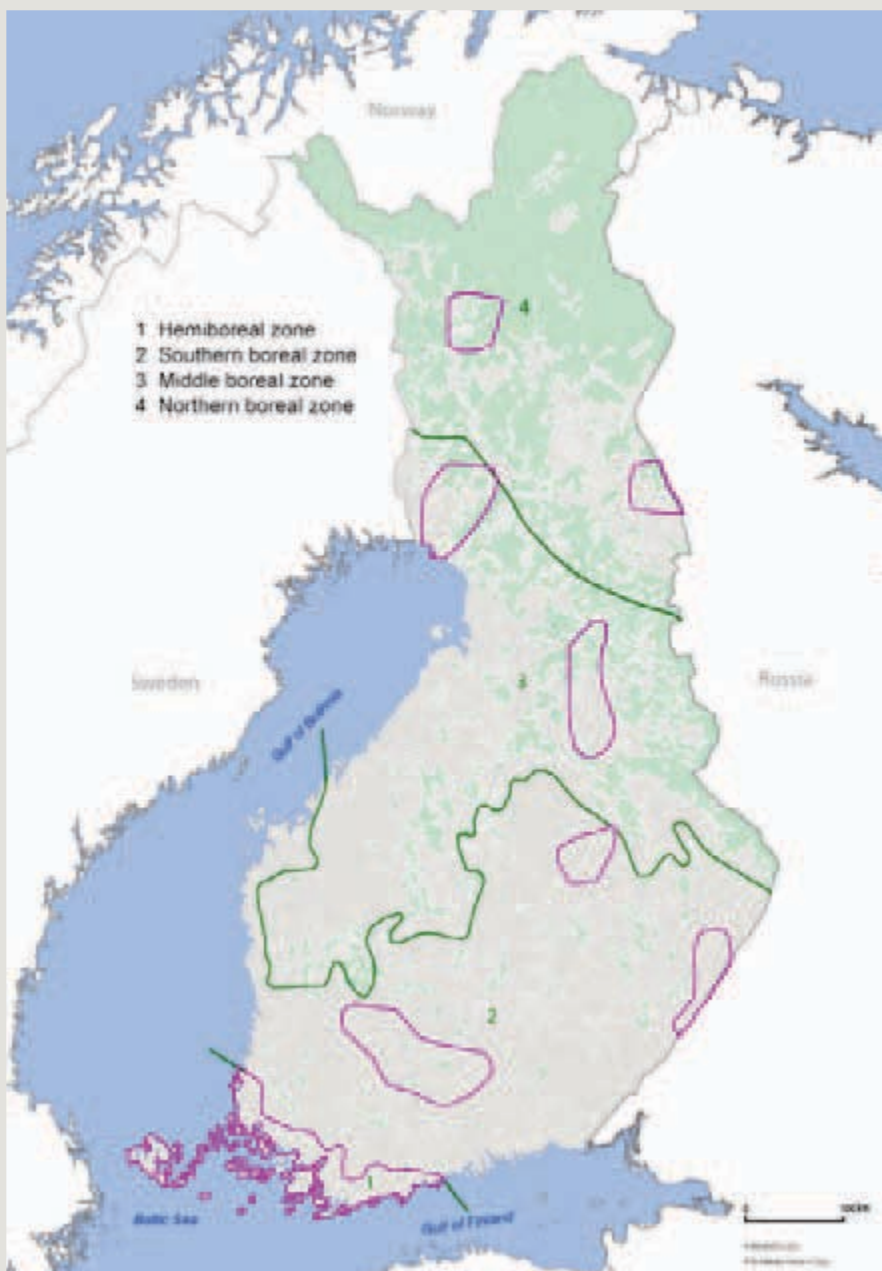 Norway
4
1 Hemiboreal zone
2 Southern boreal zone
3 Middle boreal zone
4 Northern boreal zone
Sweden
3
Russia
Gulf of Bothnia
2
1
Baltic Sea
Gulf of Finland
0